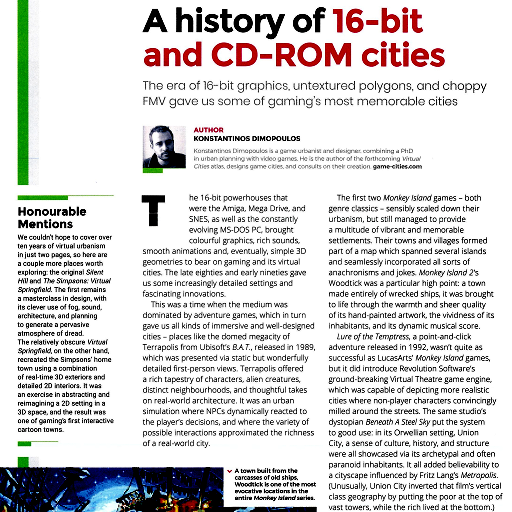 A history of 16-bit
and CD-ROM cities
The era of 16-bit graphics, untextured polygons, and choppy
FMV gave us some of gaming's most memorable cities
AUTHOR
KONSTANTINOS DIMOPOULOS
Konstantinos Dimopoulos is a game urbanist and designer, combining a PhD
in urban planning with video games. He is the author of the forthcoming Virtual
Cities atlas, designs game cities, and consults on their creation. game-cities.com
Honourable
Mentions
We couldn't hope to cover over
ten years of virtual urbanism
in just two pages, so here are
a couple more places worth
exploring: the original Silent
Hill and The Simpsons: Virtual
Springfield. The first remains
a masterclass in design, with
its clever use of fog, sound,
architecture, and planning
to generate a pervasive
atmosphere of dread.
The relatively obscure Virtual
Springfield, on the other hand,
recreated the Simpsons' home
town using a combination
of real-time 3D exteriors and
detailed 2D interiors. It was
an exercise in abstracting and
reimagining a 2D setting in a
3D space, and the result was
one of gaming's first interactive
cartoon towns.
The 16-bit powerhouses that
were the Amiga, Mega Drive, and
SNES, as well as the constantly
evolving MS-DOS PC, brought
colourful graphics, rich sounds,
smooth animations and, eventually, simple 3D
geometries to bear on gaming and its virtual
cities. The late eighties and early nineties gave
us some increasingly detailed settings and
fascinating innovations.
This was a time when the medium was
dominated by adventure games, which in turn
gave us all kinds of immersive and well-designed
cities – places like the domed megacity of
Terrapolis from Ubisoft's B.A.T., released in 1989,
which was presented via static but wonderfully
detailed first-person views. Terrapolis offered
a rich tapestry of characters, alien creatures,
distinct neighbourhoods, and thoughtful takes
on real-world architecture. It was an urban
simulation where NPCs dynamically reacted to
the player's decisions, and where the variety of
possible interactions approximated the richness
of a real-world city.
The first two Monkey Island games – both
genre classics – sensibly scaled down their
urbanism, but still managed to provide
a multitude of vibrant and memorable
settlements. Their towns and villages formed
part of a map which spanned several islands
and seamlessly incorporated all sorts of
anachronisms and jokes. Monkey Island 2's
Woodtick was a particular high point: a town
made entirely of wrecked ships, it was brought
to life through the warmth and sheer quality
of its hand-painted artwork, the vividness of its
inhabitants, and its dynamic musical score.
Lure of the Temptress, a point-and-click
adventure released in 1992, wasn't quite as
successful as LucasArts' Monkey Island games,
but it did introduce Revolution Software's
ground-breaking Virtual Theatre game engine,
which was capable of depicting more realistic
cities where non-player characters convincingly
milled around the streets. The same studio's
dystopian Beneath A Steel Sky put the system
to good use: in its Orwellian setting, Union
City, a sense of culture, history, and structure
were all showcased via its archetypal and often
paranoid inhabitants. It all added believability to
a cityscape influenced by Fritz Lang's Metropolis.
(Unusually, Union City inverted that film's vertical
class geography by putting the poor at the top of
vast towers, while the rich lived at the bottom.)
A town built from the
carcasses of old ships,
Woodtick is one of the most
evocative locations in the
entire Monkey Island series.